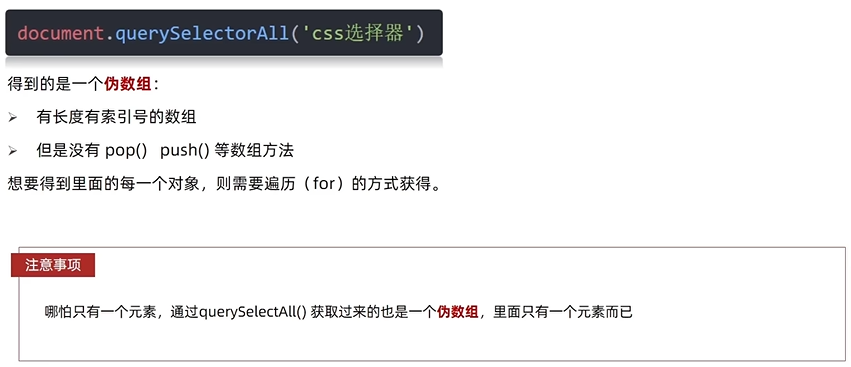 document.querySelectorAll('css选择器')
得到的是一个伪数组：
➢ 有长度有索引号的数组
➢ 但是没有 pop() push() 等数组方法
想要得到里面的每一个对象，则需要遍历（for）的方式获得。
注意事项
哪怕只有一个元素，通过querySelectAll() 获取过来的也是一个伪数组，里面只有一个元素而已